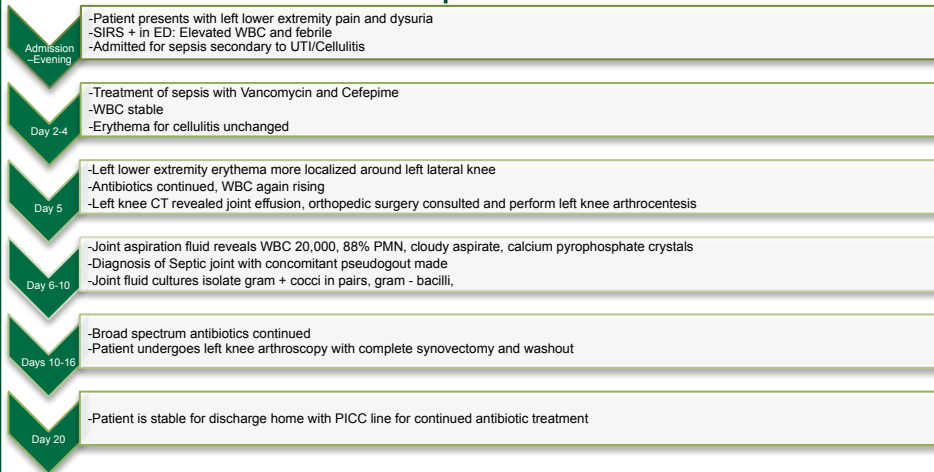 Admission
–Evening
-Patient presents with left lower extremity pain and dysuria
-SIRS + in ED: Elevated WBC and febrile
-Admitted for sepsis secondary to UTI/Cellulitis
Day 2-4
-Treatment of sepsis with Vancomycin and Cefepime
-WBC stable
-Erythema for cellulitis unchanged
Day 5
-Left lower extremity erythema more localized around left lateral knee
-Antibiotics continued, WBC again rising
-Left knee CT revealed joint effusion, orthopedic surgery consulted and perform left knee arthrocentesis
Day 6-10
-Joint aspiration fluid reveals WBC 20,000, 88% PMN, cloudy aspirate, calcium pyrophosphate crystals
-Diagnosis of Septic joint with concomitant pseudogout made
-Joint fluid cultures isolate gram + cocci in pairs, gram - bacilli,
Days 10-16
-Broad spectrum antibiotics continued
-Patient undergoes left knee arthroscopy with complete synovectomy and washout
Day 20
-Patient is stable for discharge home with PICC line for continued antibiotic treatment